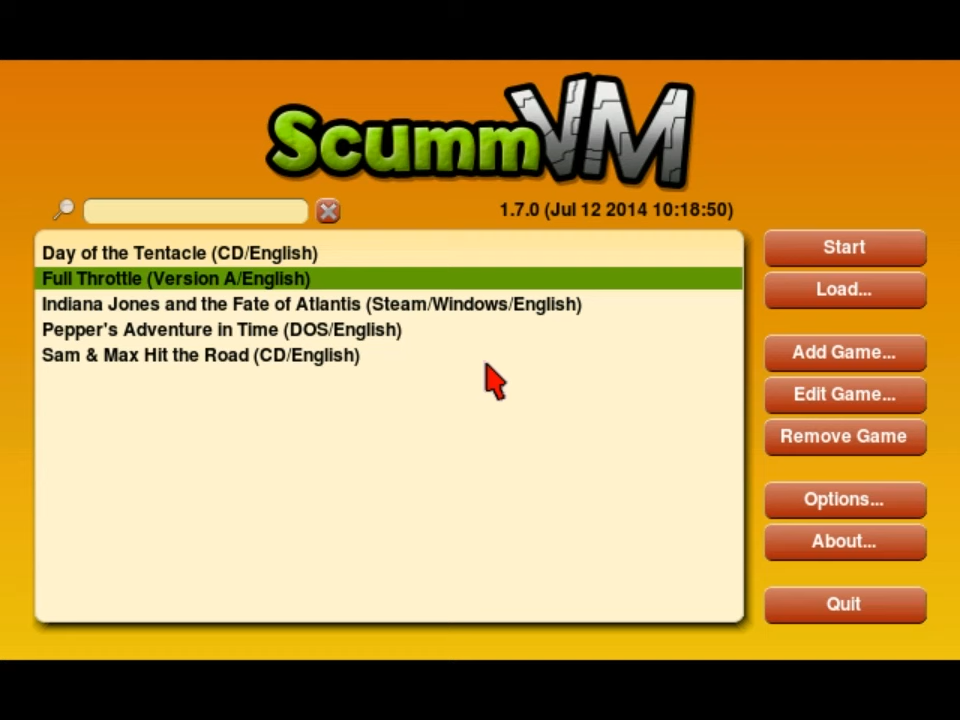 ScummVM
1.7.0 (Jul 12 2014 10:18:50)
Day of the Tentacle (CD/English)
Full Throttle (Version A/English)
Indiana Jones and the Fate of Atlantis (Steam/Windows/English)
Pepper's Adventure in Time (DOS/English)
Sam & Max Hit the Road (CD/English)
Start
Load...
Add Game...
Edit Game...
Remove Game
Options...
About...
Quit